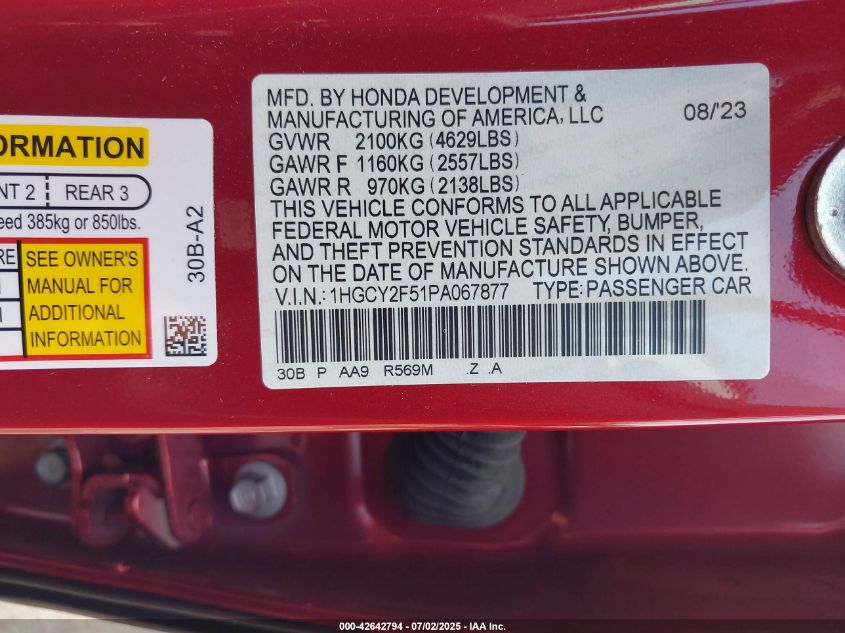 ORMATION
NT 2 REAR 3
eed 385kg or 850lbs.
RE
SEE OWNER'S
MANUAL FOR
ADDITIONAL
INFORMATION
30B-A2
MFD. BY HONDA DEVELOPMENT &
MANUFACTURING OF AMERICA, LLC 08/'23
GVWR 2100KG (4629LBS)
GAWR F 1160KG (2557LBS)
GAWR R 970KG (2138LBS)
THIS VEHICLE CONFORMS TO ALL APPLICABLE
FEDERAL MOTOR VEHICLE SAFETY, BUMPER,
AND THEFT PREVENTION STANDARDS IN EFFECT
ON THE DATE OF MANUFACTURE SHOWN ABOVE.
V.I.N.: 1HGCY2F51PA067877 TYPE: PASSENGER CAR
30B P AA9 R569M .Z .A
000-42642794 / 07/02/2025 - IAA Inc.